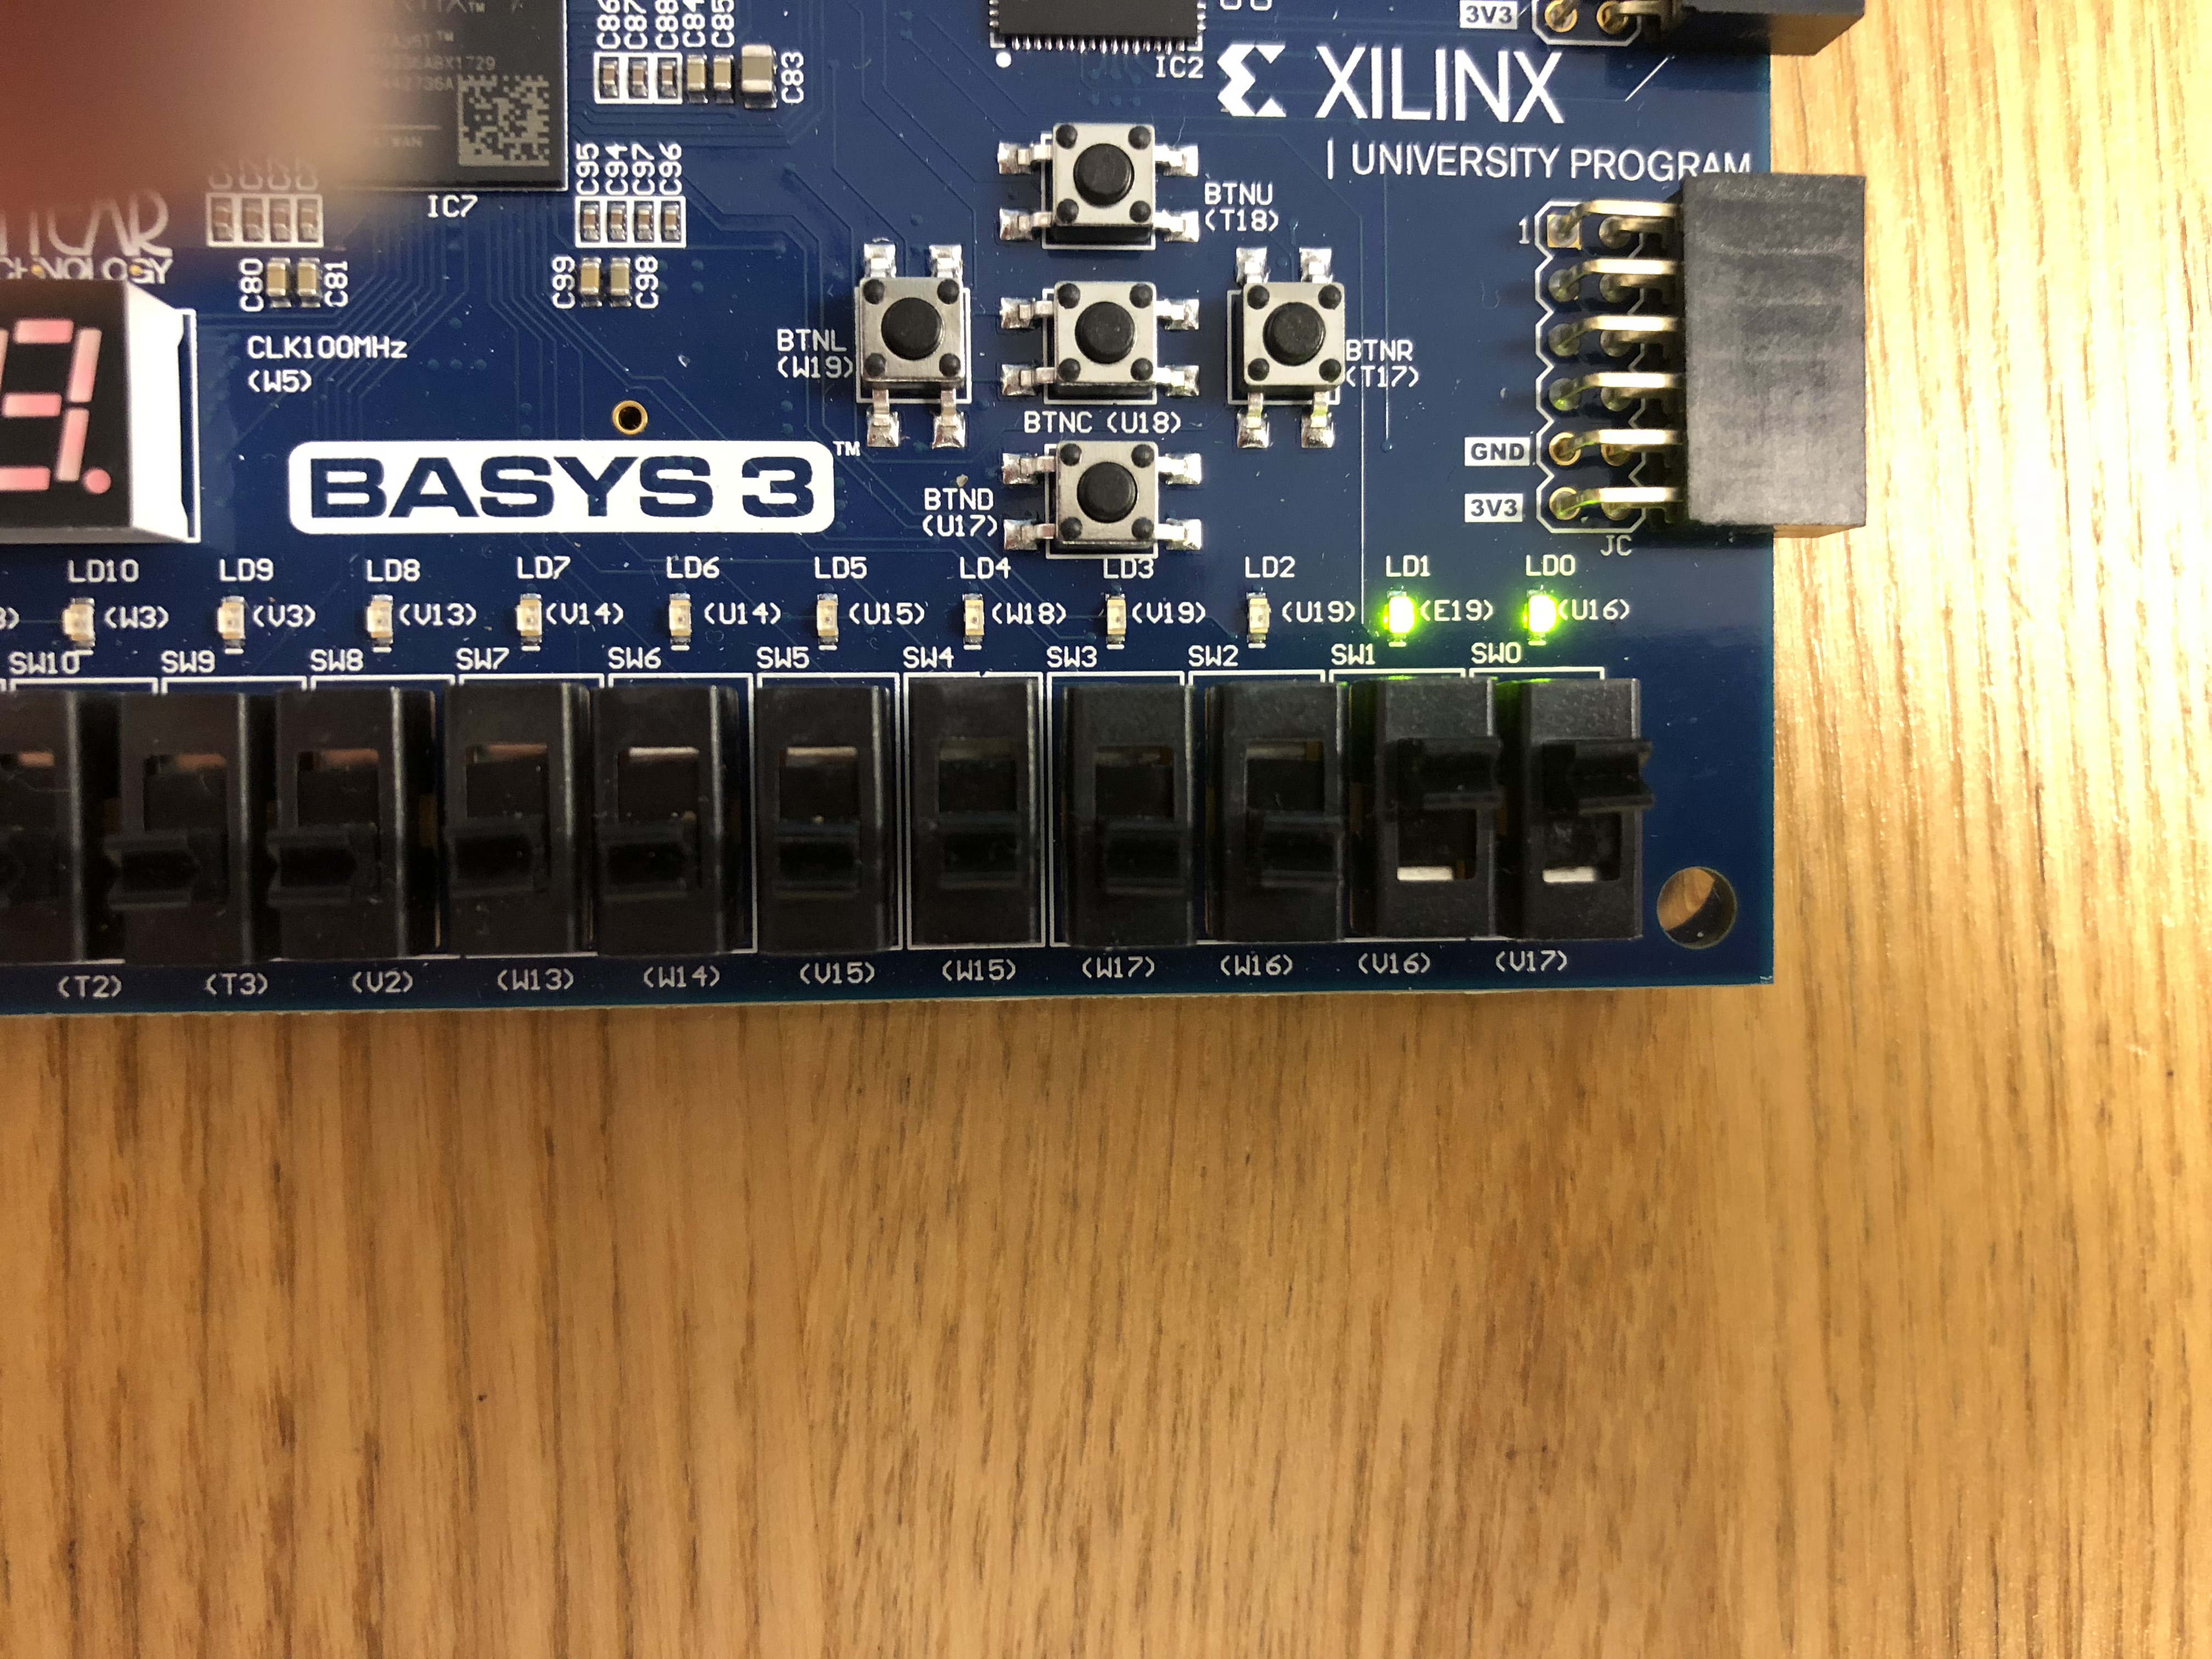 BASYS 3™
CLK100MHz
(W5)
C80
C81
IC7
C99
C98
C95
C94
C97
C96
C86
C87
C88
C84
C85
C83
BTNL
(W19)
BTND
(U17)
BTNC (U18)
BTNU
(T18)
BTNR
(T17)
IC2
XILINX
UNIVERSITY PROGRAM
3V3
GND
1
JC
3V3
LD10
LD9
LD8
LD7
LD6
LD5
LD4
LD3
LD2
LD1
LD0
(W3)
(V3)
(V13)
(V14)
(U14)
(U15)
(W18)
(V19)
(U19)
(E19)
(U16)
SW10
SW9
SW8
SW7
SW6
SW5
SW4
SW3
SW2
SW1
SW0
(T2)
(T3)
(V2)
(W13)
(W14)
(V15)
(W15)
(W17)
(W16)
(V16)
(V17)